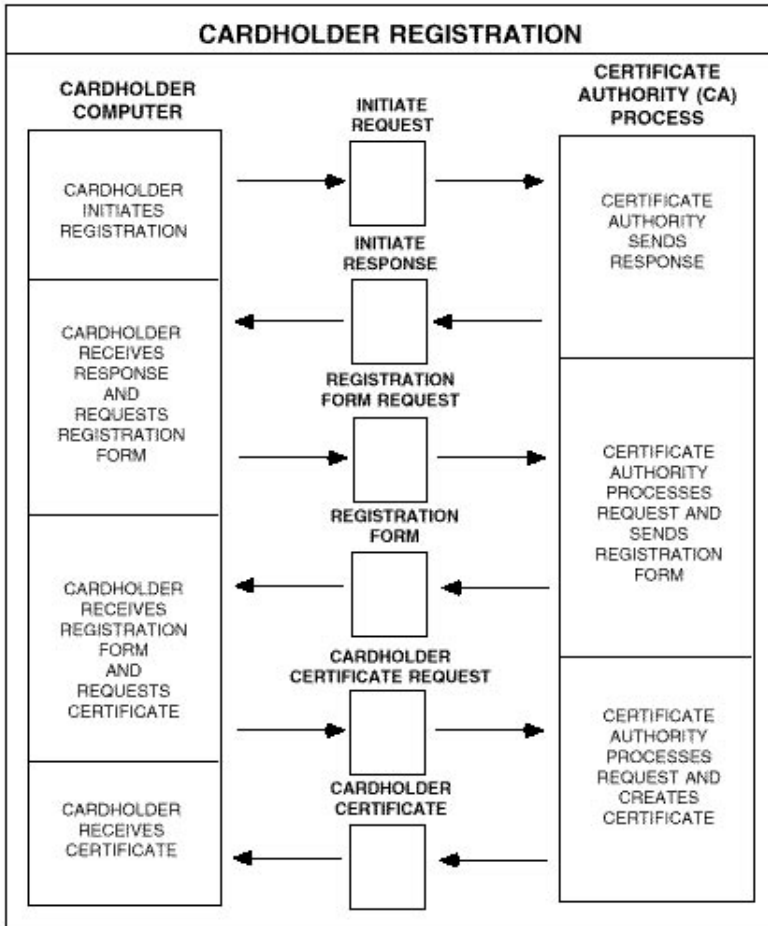 CARDHOLDER REGISTRATION
CARDHOLDER
COMPUTER
INITIATE
REQUEST
CERTIFICATE
AUTHORITY (CA)
PROCESS
CARDHOLDER
INITIATES
REGISTRATION
CERTIFICATE
AUTHORITY
SENDS
RESPONSE
INITIATE
RESPONSE
CARDHOLDER
RECEIVES
RESPONSE
AND
REQUESTS
REGISTRATION
FORM
REGISTRATION
FORM REQUEST
CERTIFICATE
AUTHORITY
PROCESSES
REQUEST AND
SENDS
REGISTRATION
FORM
REGISTRATION
FORM
CARDHOLDER
RECEIVES
REGISTRATION
FORM
AND
REQUESTS
CERTIFICATE
CARDHOLDER
CERTIFICATE REQUEST
CERTIFICATE
AUTHORITY
PROCESSES
REQUEST AND
CREATES
CERTIFICATE
CARDHOLDER
CERTIFICATE
CARDHOLDER
RECEIVES
CERTIFICATE